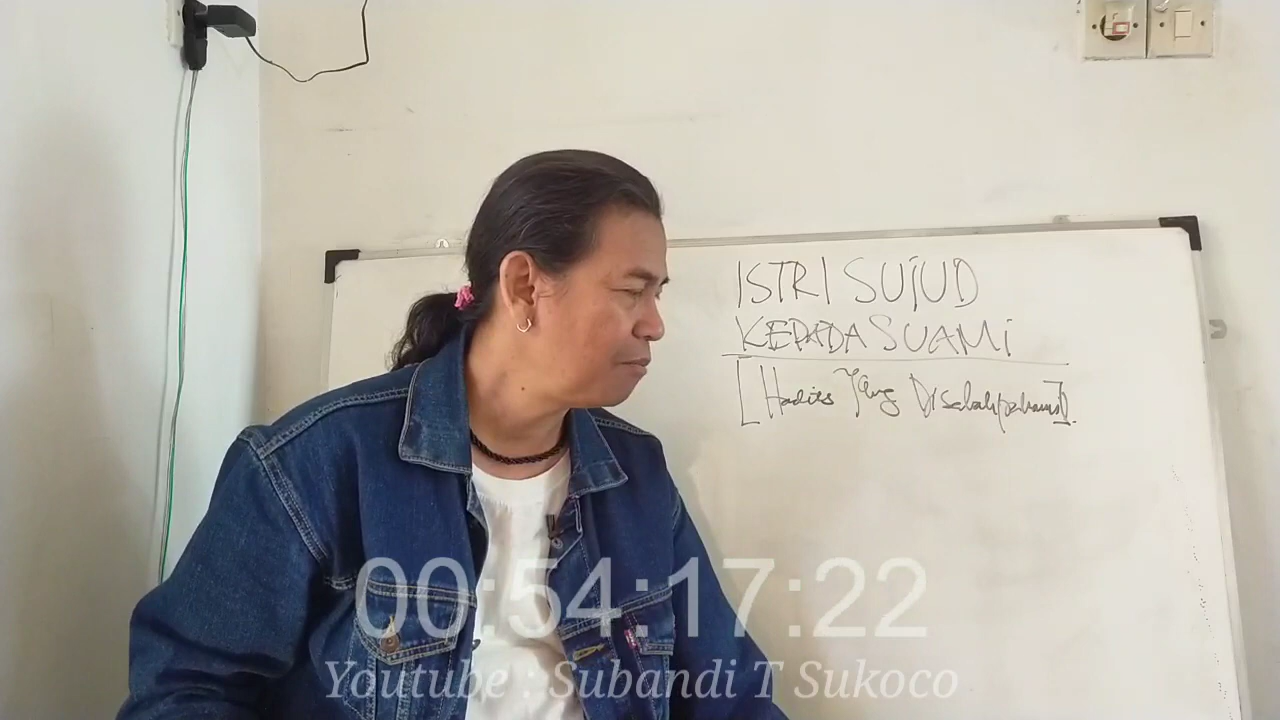 ISTRI SUJUD
KEPADA SUAMI
[Hadits Yang Disalahpahami].
00:54:17:22
Youtube : Subandi T Sukoco